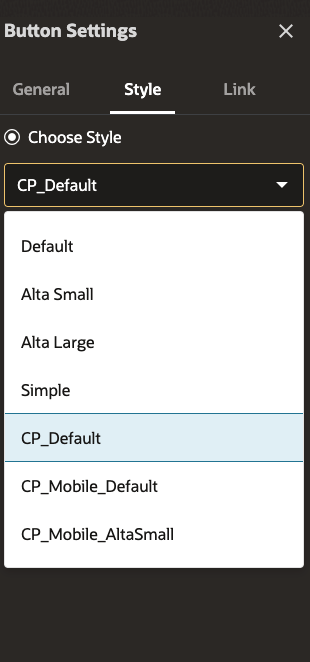 Button Settings
General Style Link
Choose Style
CP_Default
Default
Alta Small
Alta Large
Simple
CP_Default
CP_Mobile_Default
CP_Mobile_AltaSmall